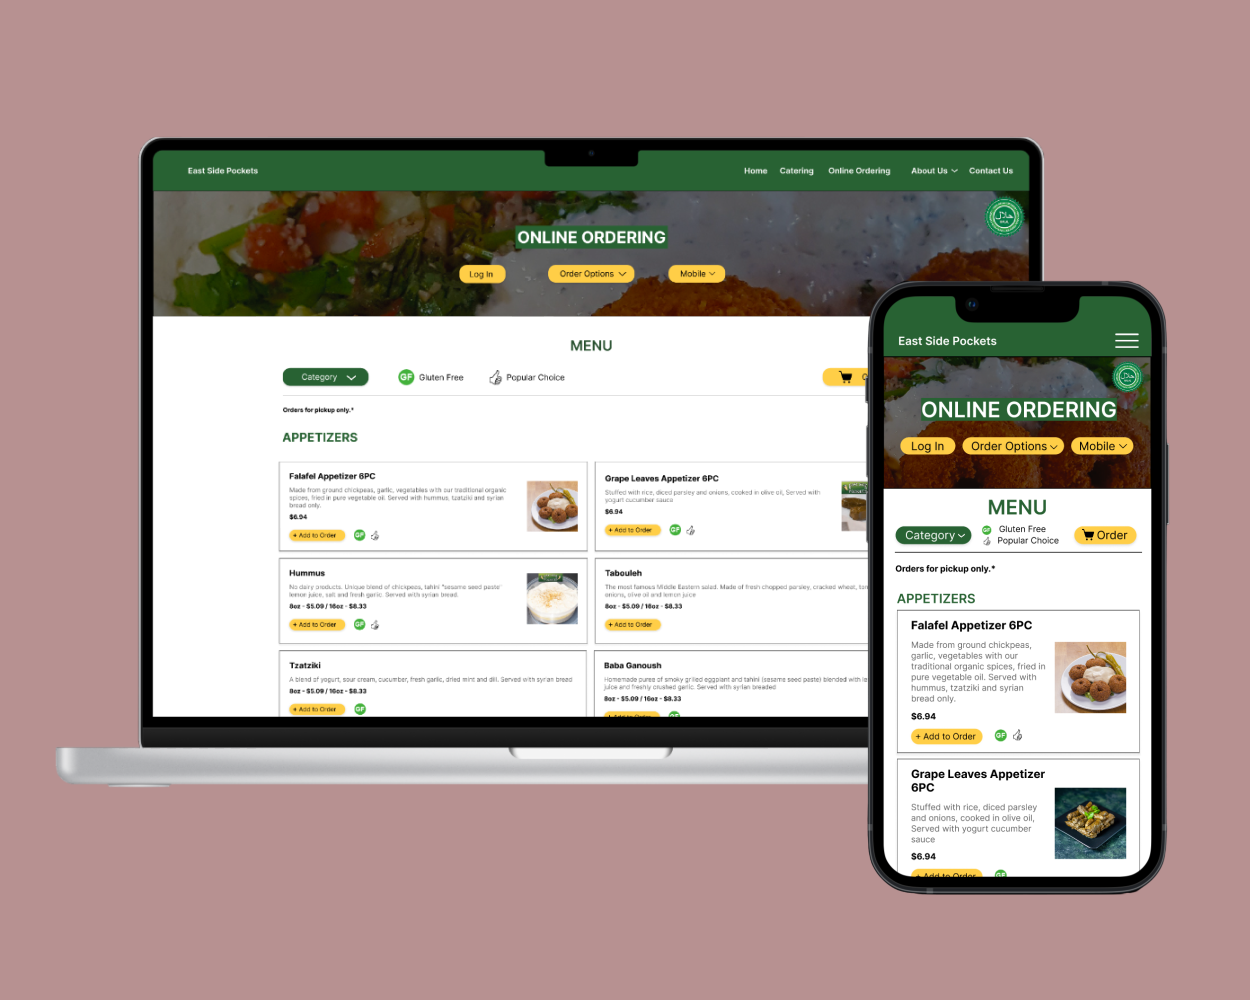 East Side Pockets
Home Catering Online Ordering About Us Contact Us
حلال
ONLINE ORDERING
Log In Order Options Mobile
MENU
Category GF Gluten Free Popular Choice
Orders for pickup only.*
APPETIZERS
Falafel Appetizer 6PC
Made from ground chickpeas, garlic, vegetables with our traditional organic
spices, fried in pure vegetable oil. Served with hummus, tzatziki and syrian
bread only.
$6.94
+ Add to Order GF
Grape Leaves Appetizer 6PC
Stuffed with rice, diced parsley and onions, cooked in olive oil, Served with
yogurt cucumber sauce
$6.94
+ Add to Order GF
Hummus
No dairy products. Unique blend of chickpeas, tahini "sesame seed paste"
lemon juice, salt and fresh garlic. Served with syrian bread.
8oz - $5.09 / 16oz - $8.33
+ Add to Order GF
Tabouleh
The most famous Middle Eastern salad. Made of fresh chopped parsley, cracked wheat,
onions, olive oil and lemon juice
8oz - $5.09 / 16oz - $8.33
+ Add to Order
Tzatziki
A blend of yogurt, sour cream, cucumber, fresh garlic, dried mint and dill. Served with syrian bread
8oz - $5.09 / 16oz - $8.33
+ Add to Order GF
Baba Ganoush
Homemade puree of smoky grilled eggplant and tahini (sesame seed paste) blended with
juice and freshly crushed garlic. Served with syrian breaded
8oz - $5.09 / 16oz - $8.33
+ Add to Order GF
East Side Pockets
حلال
ONLINE ORDERING
Log In Order Options Mobile
MENU
Category GF Gluten Free
Popular Choice
Order
Orders for pickup only.*
APPETIZERS
Falafel Appetizer 6PC
Made from ground chickpeas,
garlic, vegetables with our
traditional organic spices, fried in
pure vegetable oil. Served with
hummus, tzatziki and syrian
bread only.
$6.94
+ Add to Order GF
Grape Leaves Appetizer
6PC
Stuffed with rice, diced parsley
and onions, cooked in olive oil,
Served with yogurt cucumber
sauce
$6.94
+ Add to Order GF